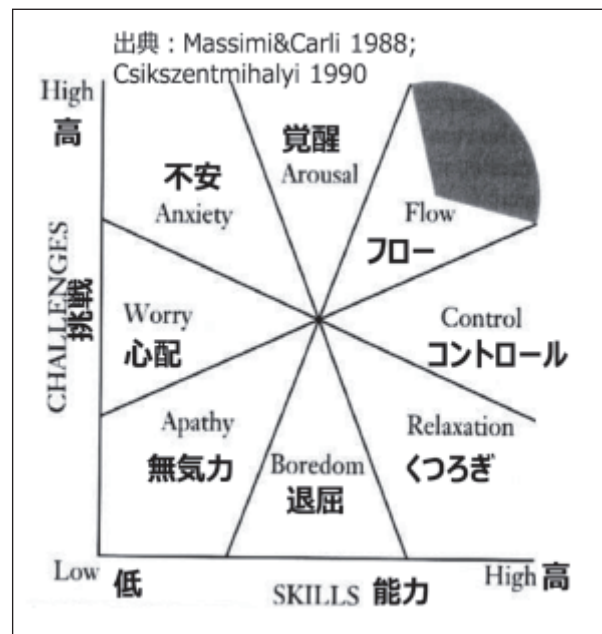 出典：Massimi&Carli 1988;
Csikszentmihalyi 1990
High
高
覚醒
Arousal
不安
Anxiety
Flow
フロー
CHALLENGES
挑戦
Worry
心配
Control
コントロール
Apathy
無気力
Boredom
退屈
Relaxation
くつろぎ
Low 低
SKILLS 能力
High 高